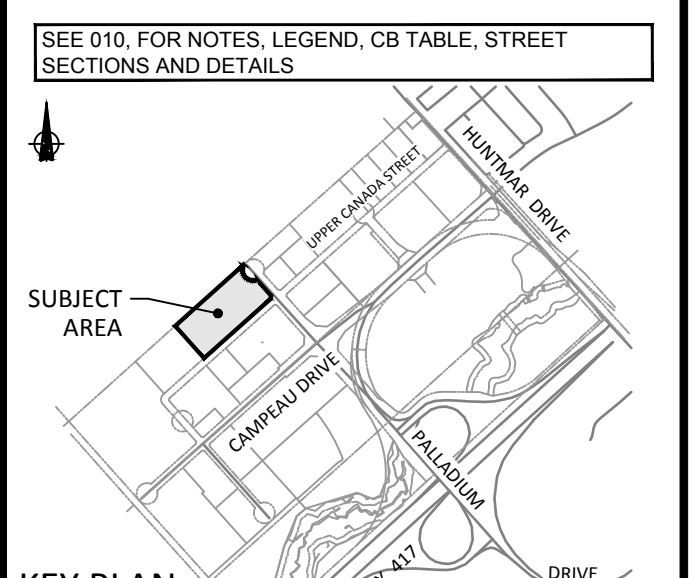 SEE 010, FOR NOTES, LEGEND, CB TABLE, STREET
SECTIONS AND DETAILS
HUNTMAR DRIVE
UPPER CANADA STREET
SUBJECT
AREA
CAMPEAU DRIVE
PALLADIUM
DRIVE
417
KEY PLAN